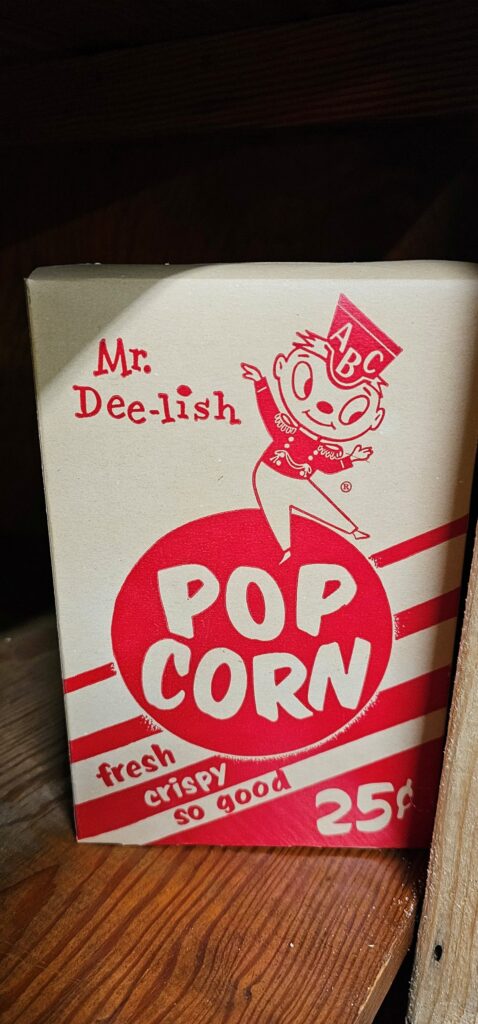 Mr.
Dee-lish
ABC
®
POP
CORN
fresh
crispy
so good
25¢